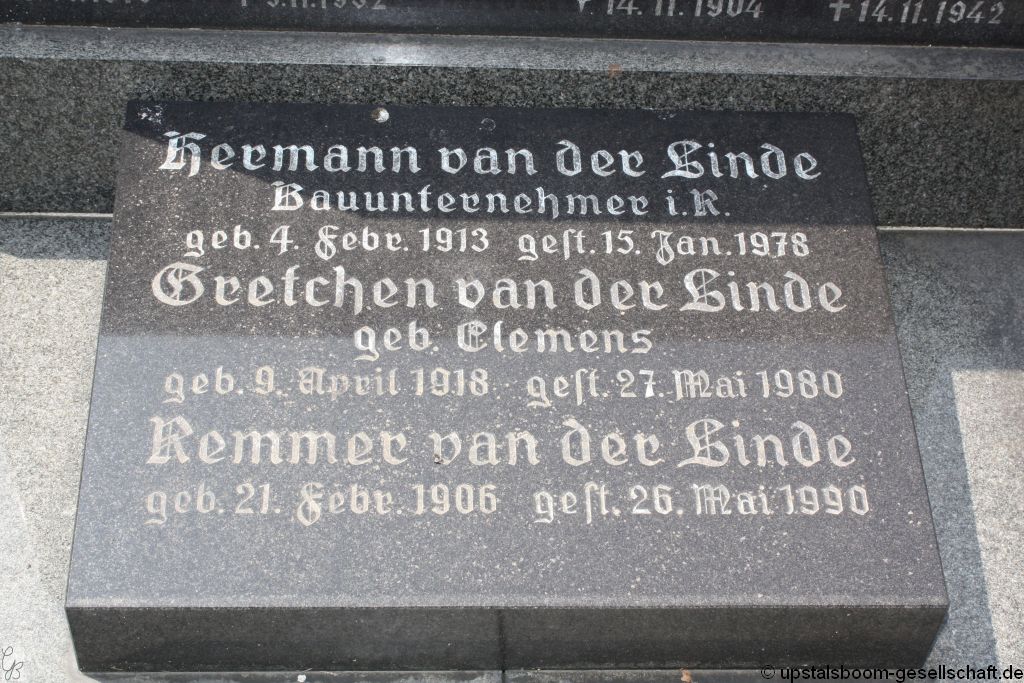 14.11.1904 +14.11.1942
Hermann van der Linde
Bauunternehmer i.R.
geb. 4. Febr. 1913 gest. 15. Jan. 1978
Gretchen van der Linde
geb. Clemens
geb. 9. April 1918 gest. 27. Mai 1980
Remmer van der Linde
geb. 21. Febr. 1906 gest. 26. Mai 1990
© upstalsboom-gesellschaft.de